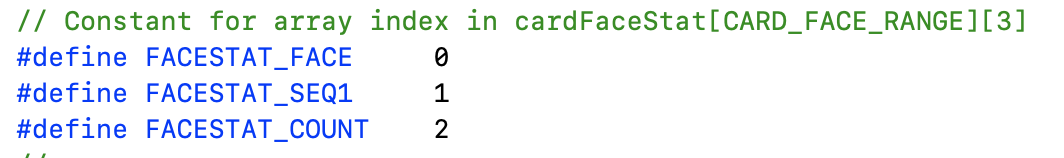 // Constant for array index in cardFaceStat[CARD_FACE_RANGE][3]
#define FACESTAT_FACE     0
#define FACESTAT_SEQ1     1
#define FACESTAT_COUNT    2
//